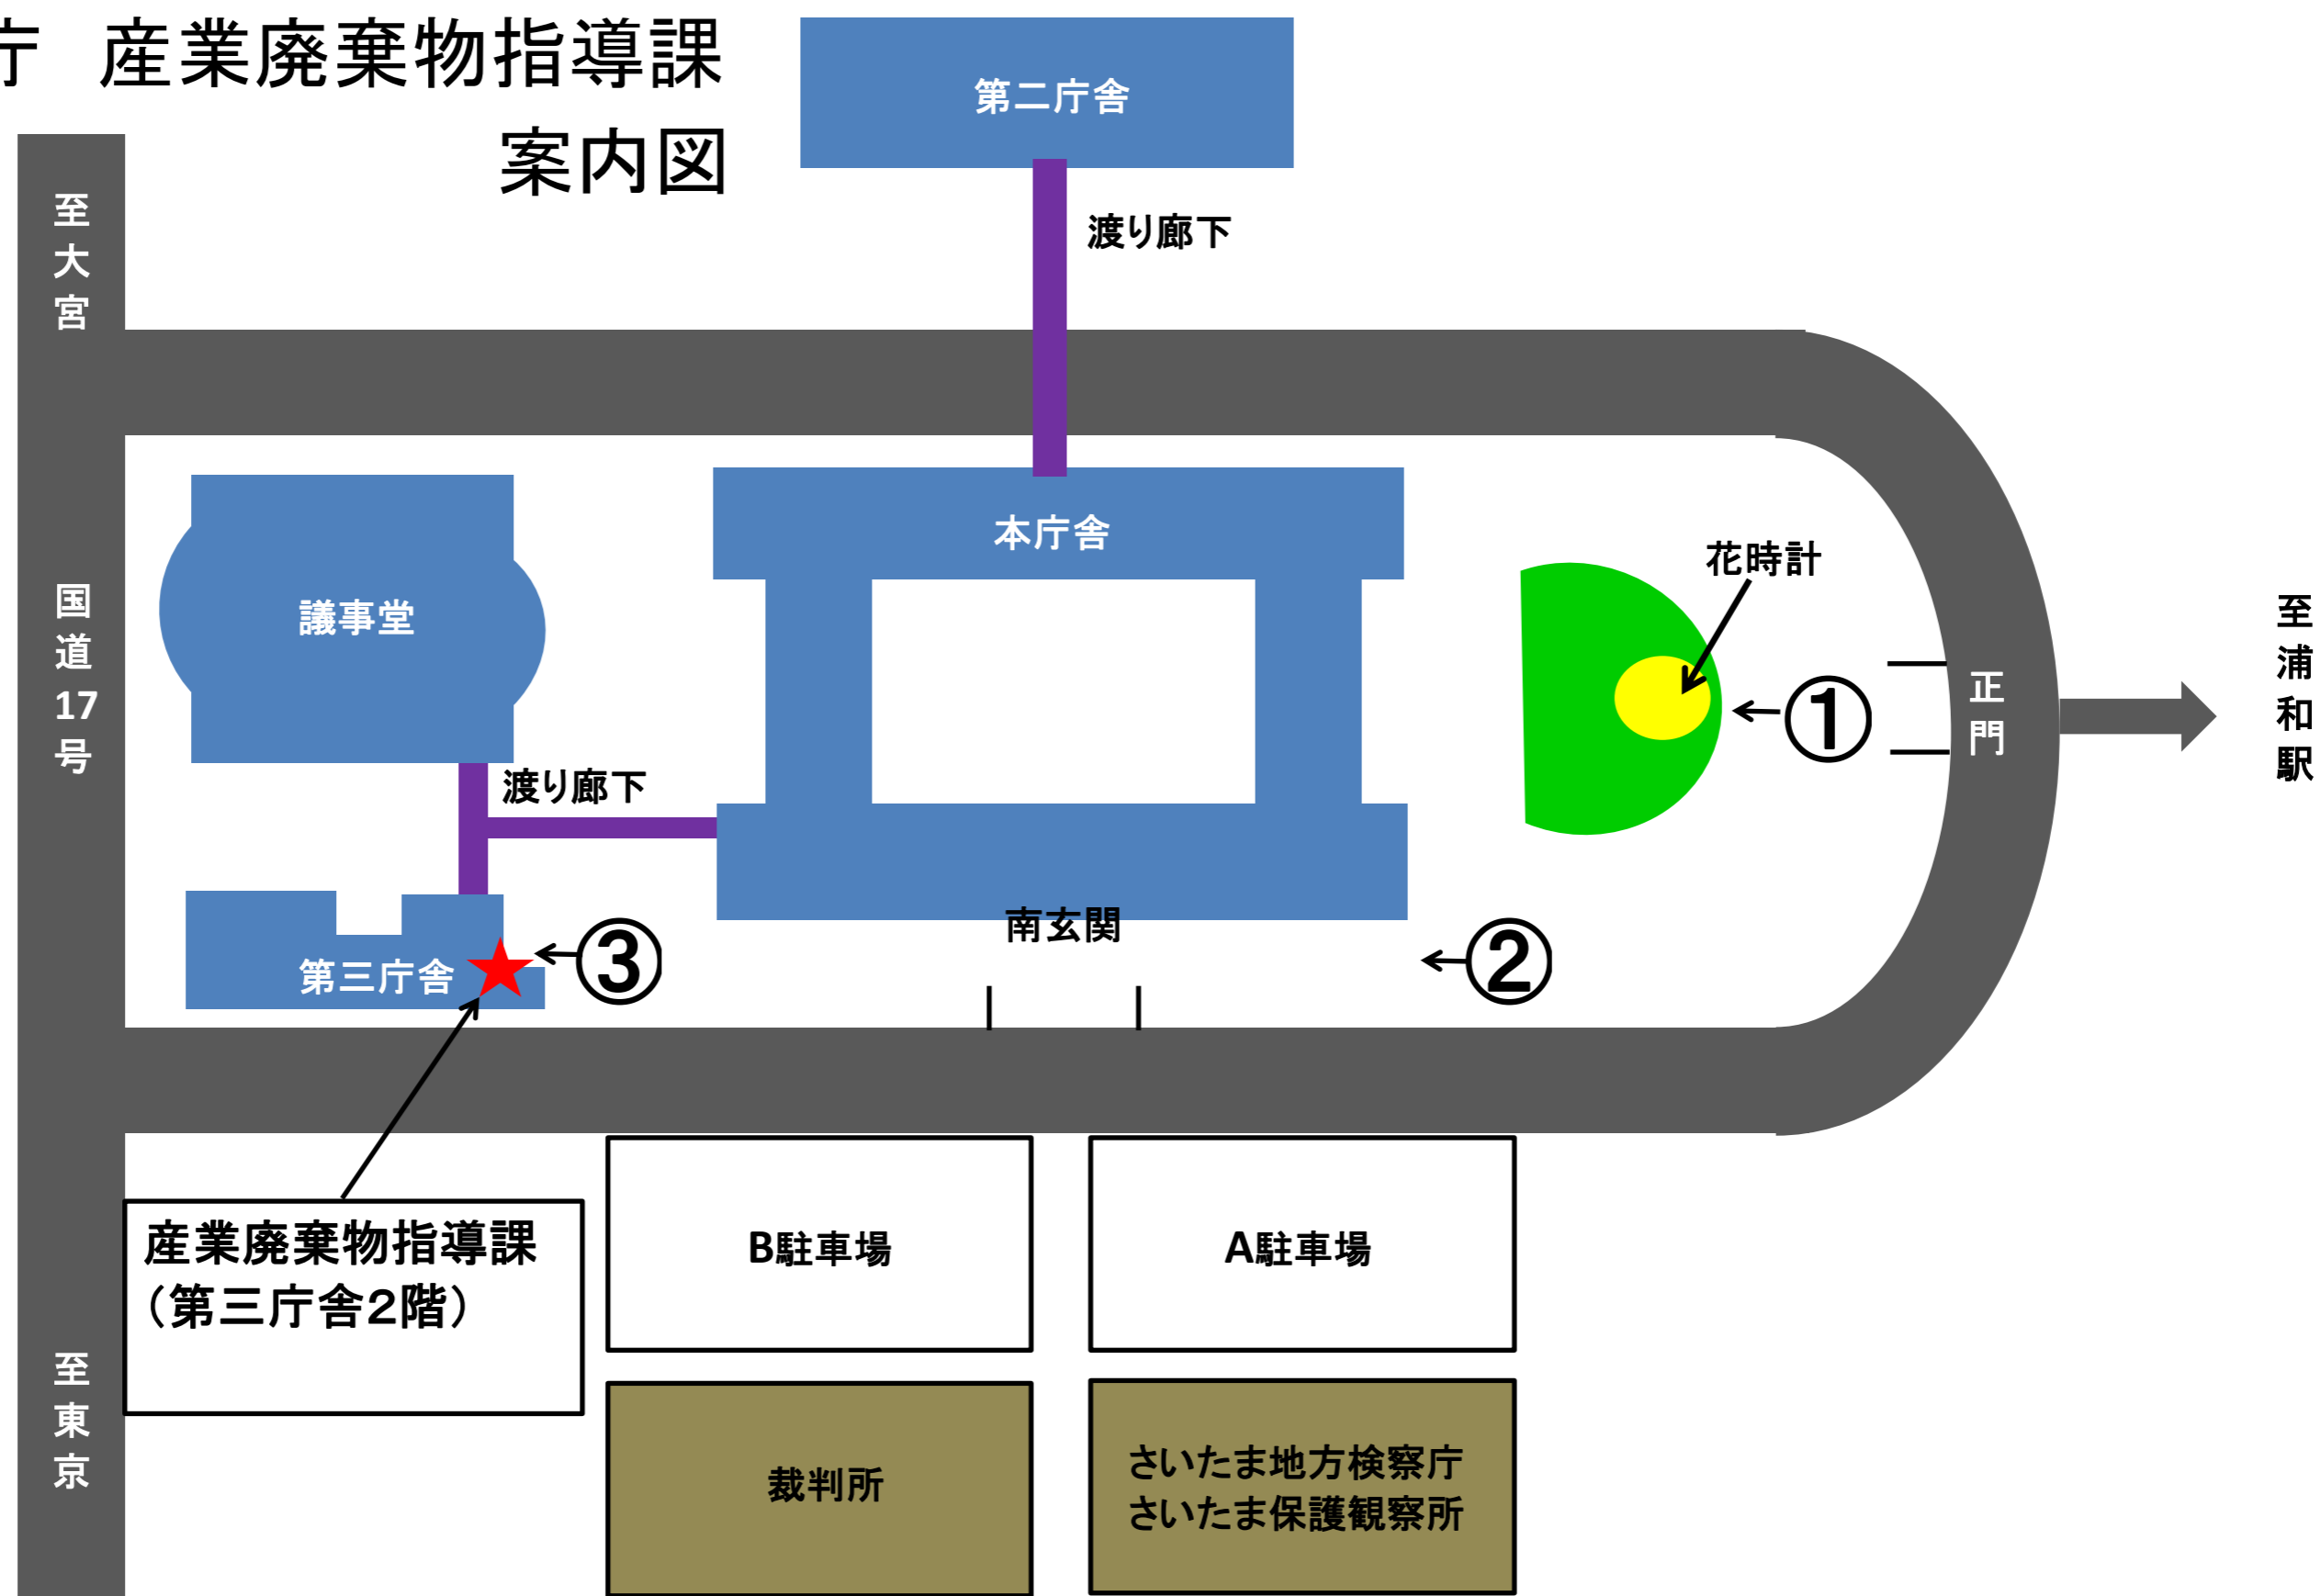 庁　産業廃棄物指導課
案内図
第二庁舎
渡り廊下
至大宮
本庁舎
花時計
議事堂
国道17号
至浦和駅
正門
①
渡り廊下
南玄関
②
③
第三庁舎
産業廃棄物指導課
（第三庁舎２階）
B駐車場
A駐車場
至東京
裁判所
さいたま地方検察庁
さいたま保護観察所